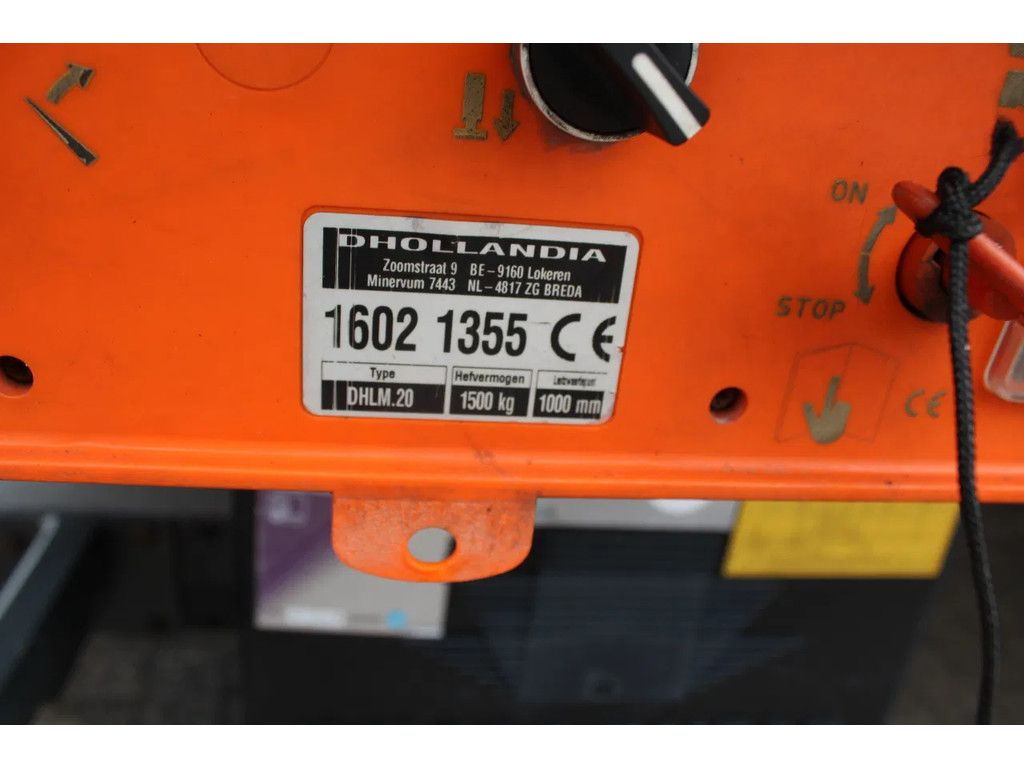 DHOLLANDIA
Zoomstraat 9 BE-9160 Lokeren
Minervum 7443 NL-4817 ZG BREDA
1602 1355 CE
Type Hefvermogen
DHLM.20 1500 kg 1000 mm
ON
STOP
CE